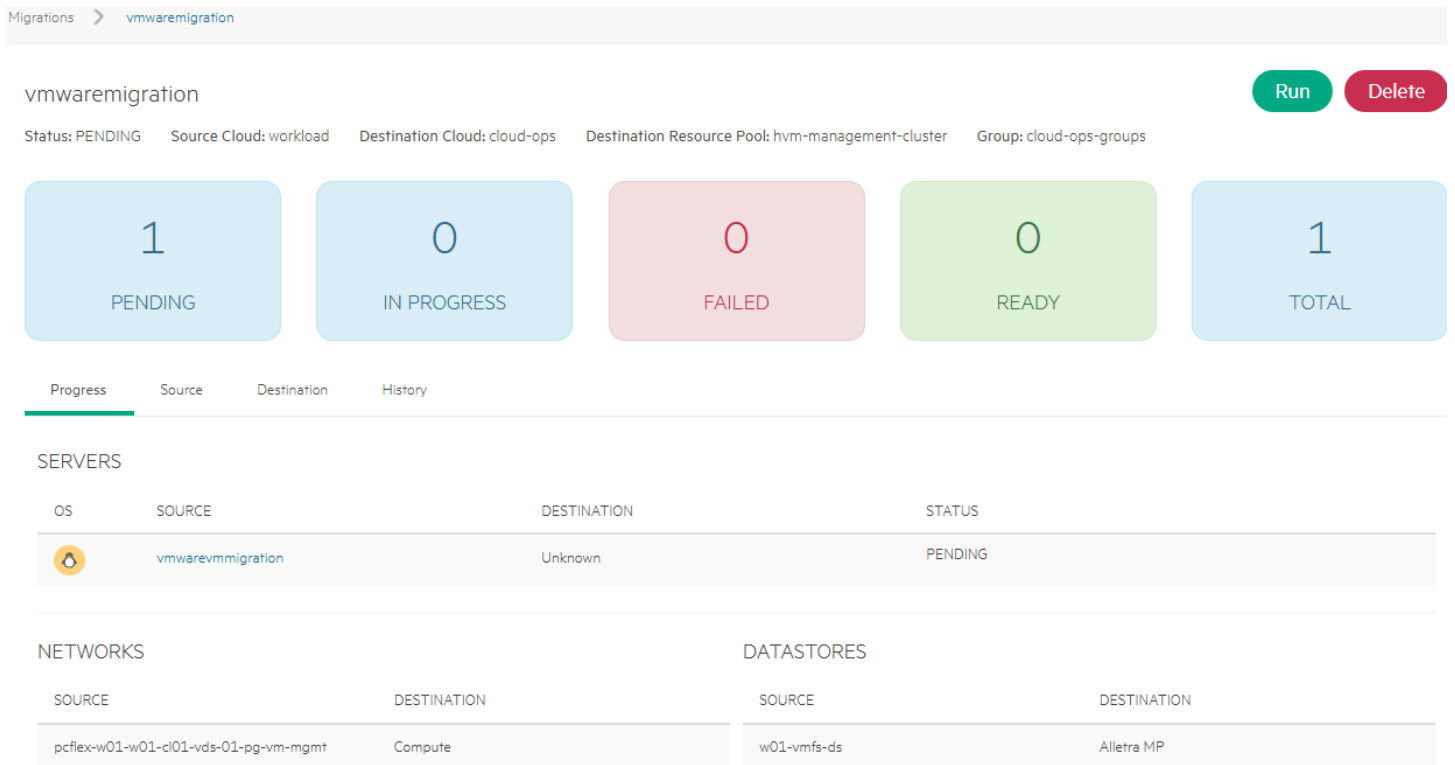 Migrations > vmwaremigration
vmwaremigration
Run
Delete
Status: PENDING Source Cloud: workload Destination Cloud: cloud-ops Destination Resource Pool: hvm-management-cluster Group: cloud-ops-groups
1 0 0 0 1
PENDING IN PROGRESS FAILED READY TOTAL
Progress Source Destination History
SERVERS
OS SOURCE DESTINATION STATUS
vmwarevmmigration Unknown PENDING
NETWORKS
SOURCE DESTINATION
pcflex-w01-w01-cl01-vds-01-pg-vm-mgmt Compute
DATASTORES
SOURCE DESTINATION
w01-vmfs-ds Alletra MP